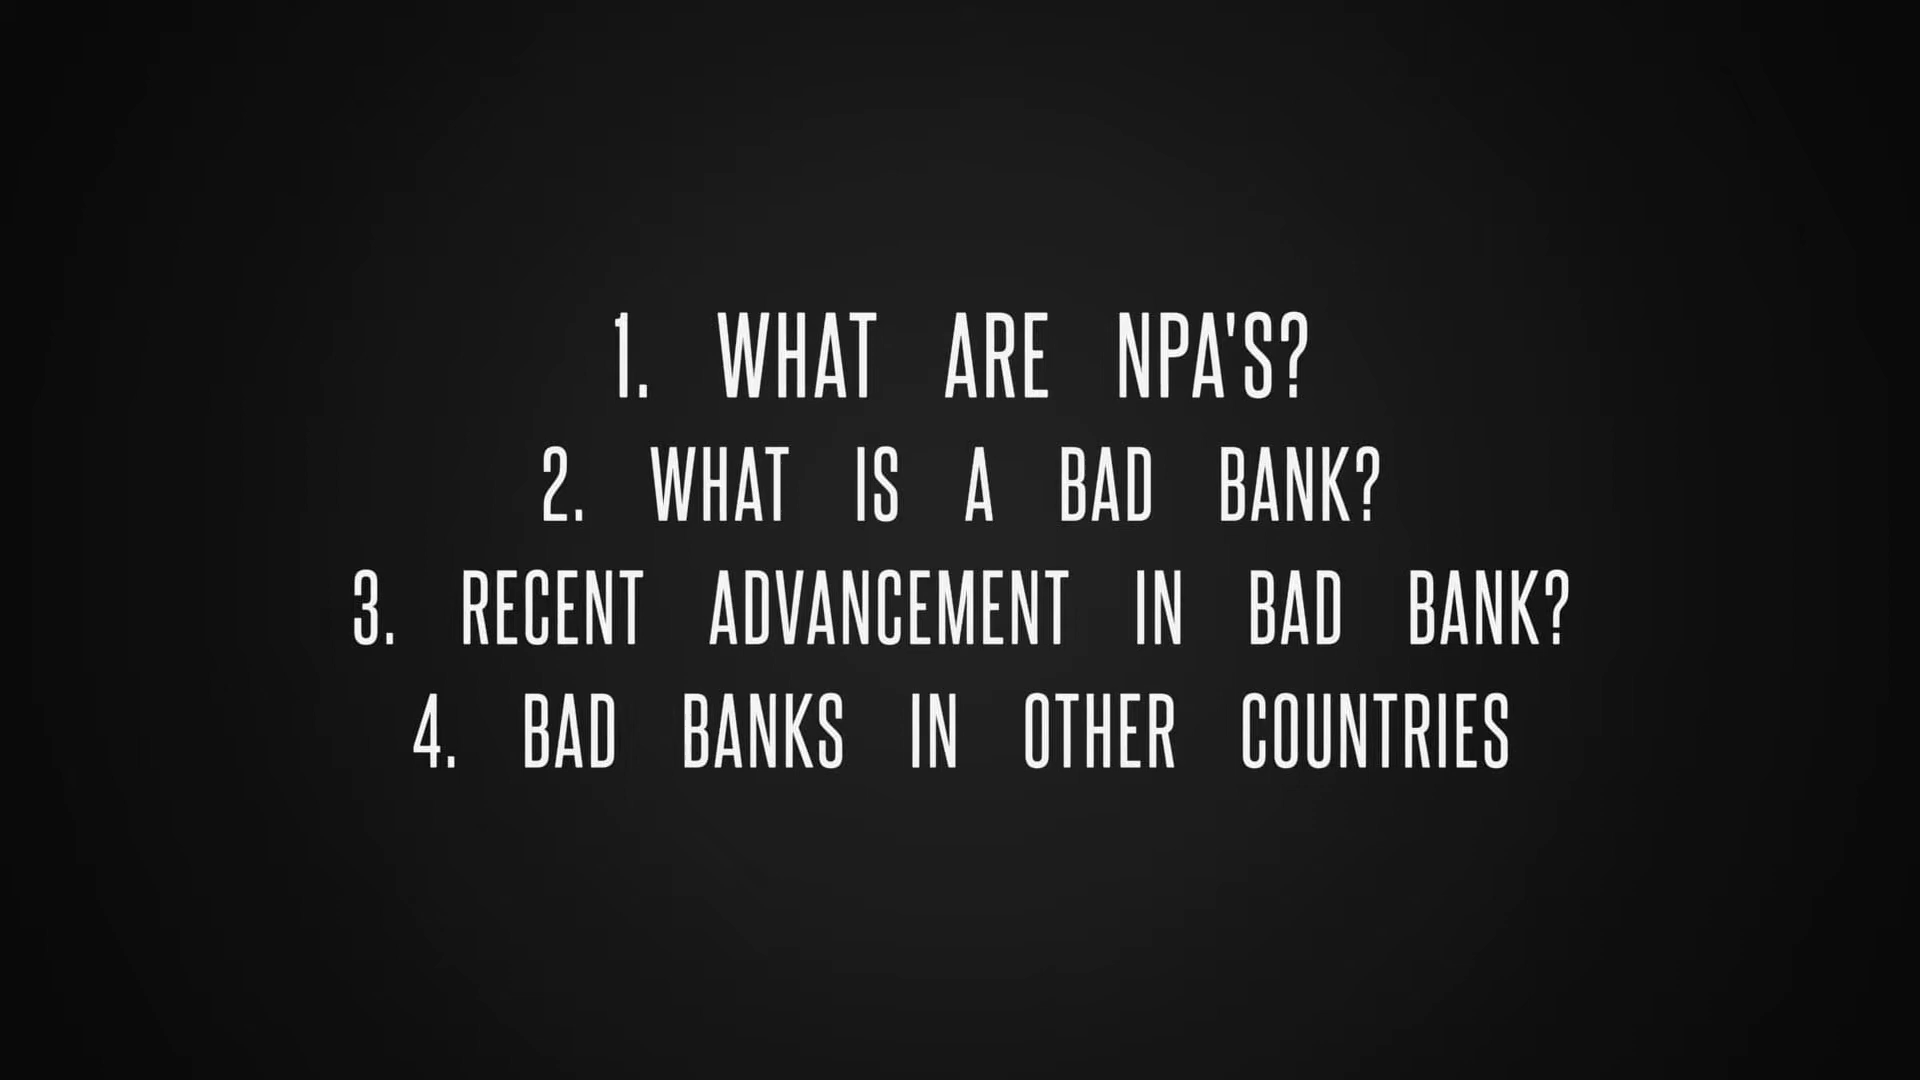 1. WHAT ARE NPA'S?
2. WHAT IS A BAD BANK?
3. RECENT ADVANCEMENT IN BAD BANK?
4. BAD BANKS IN OTHER COUNTRIES